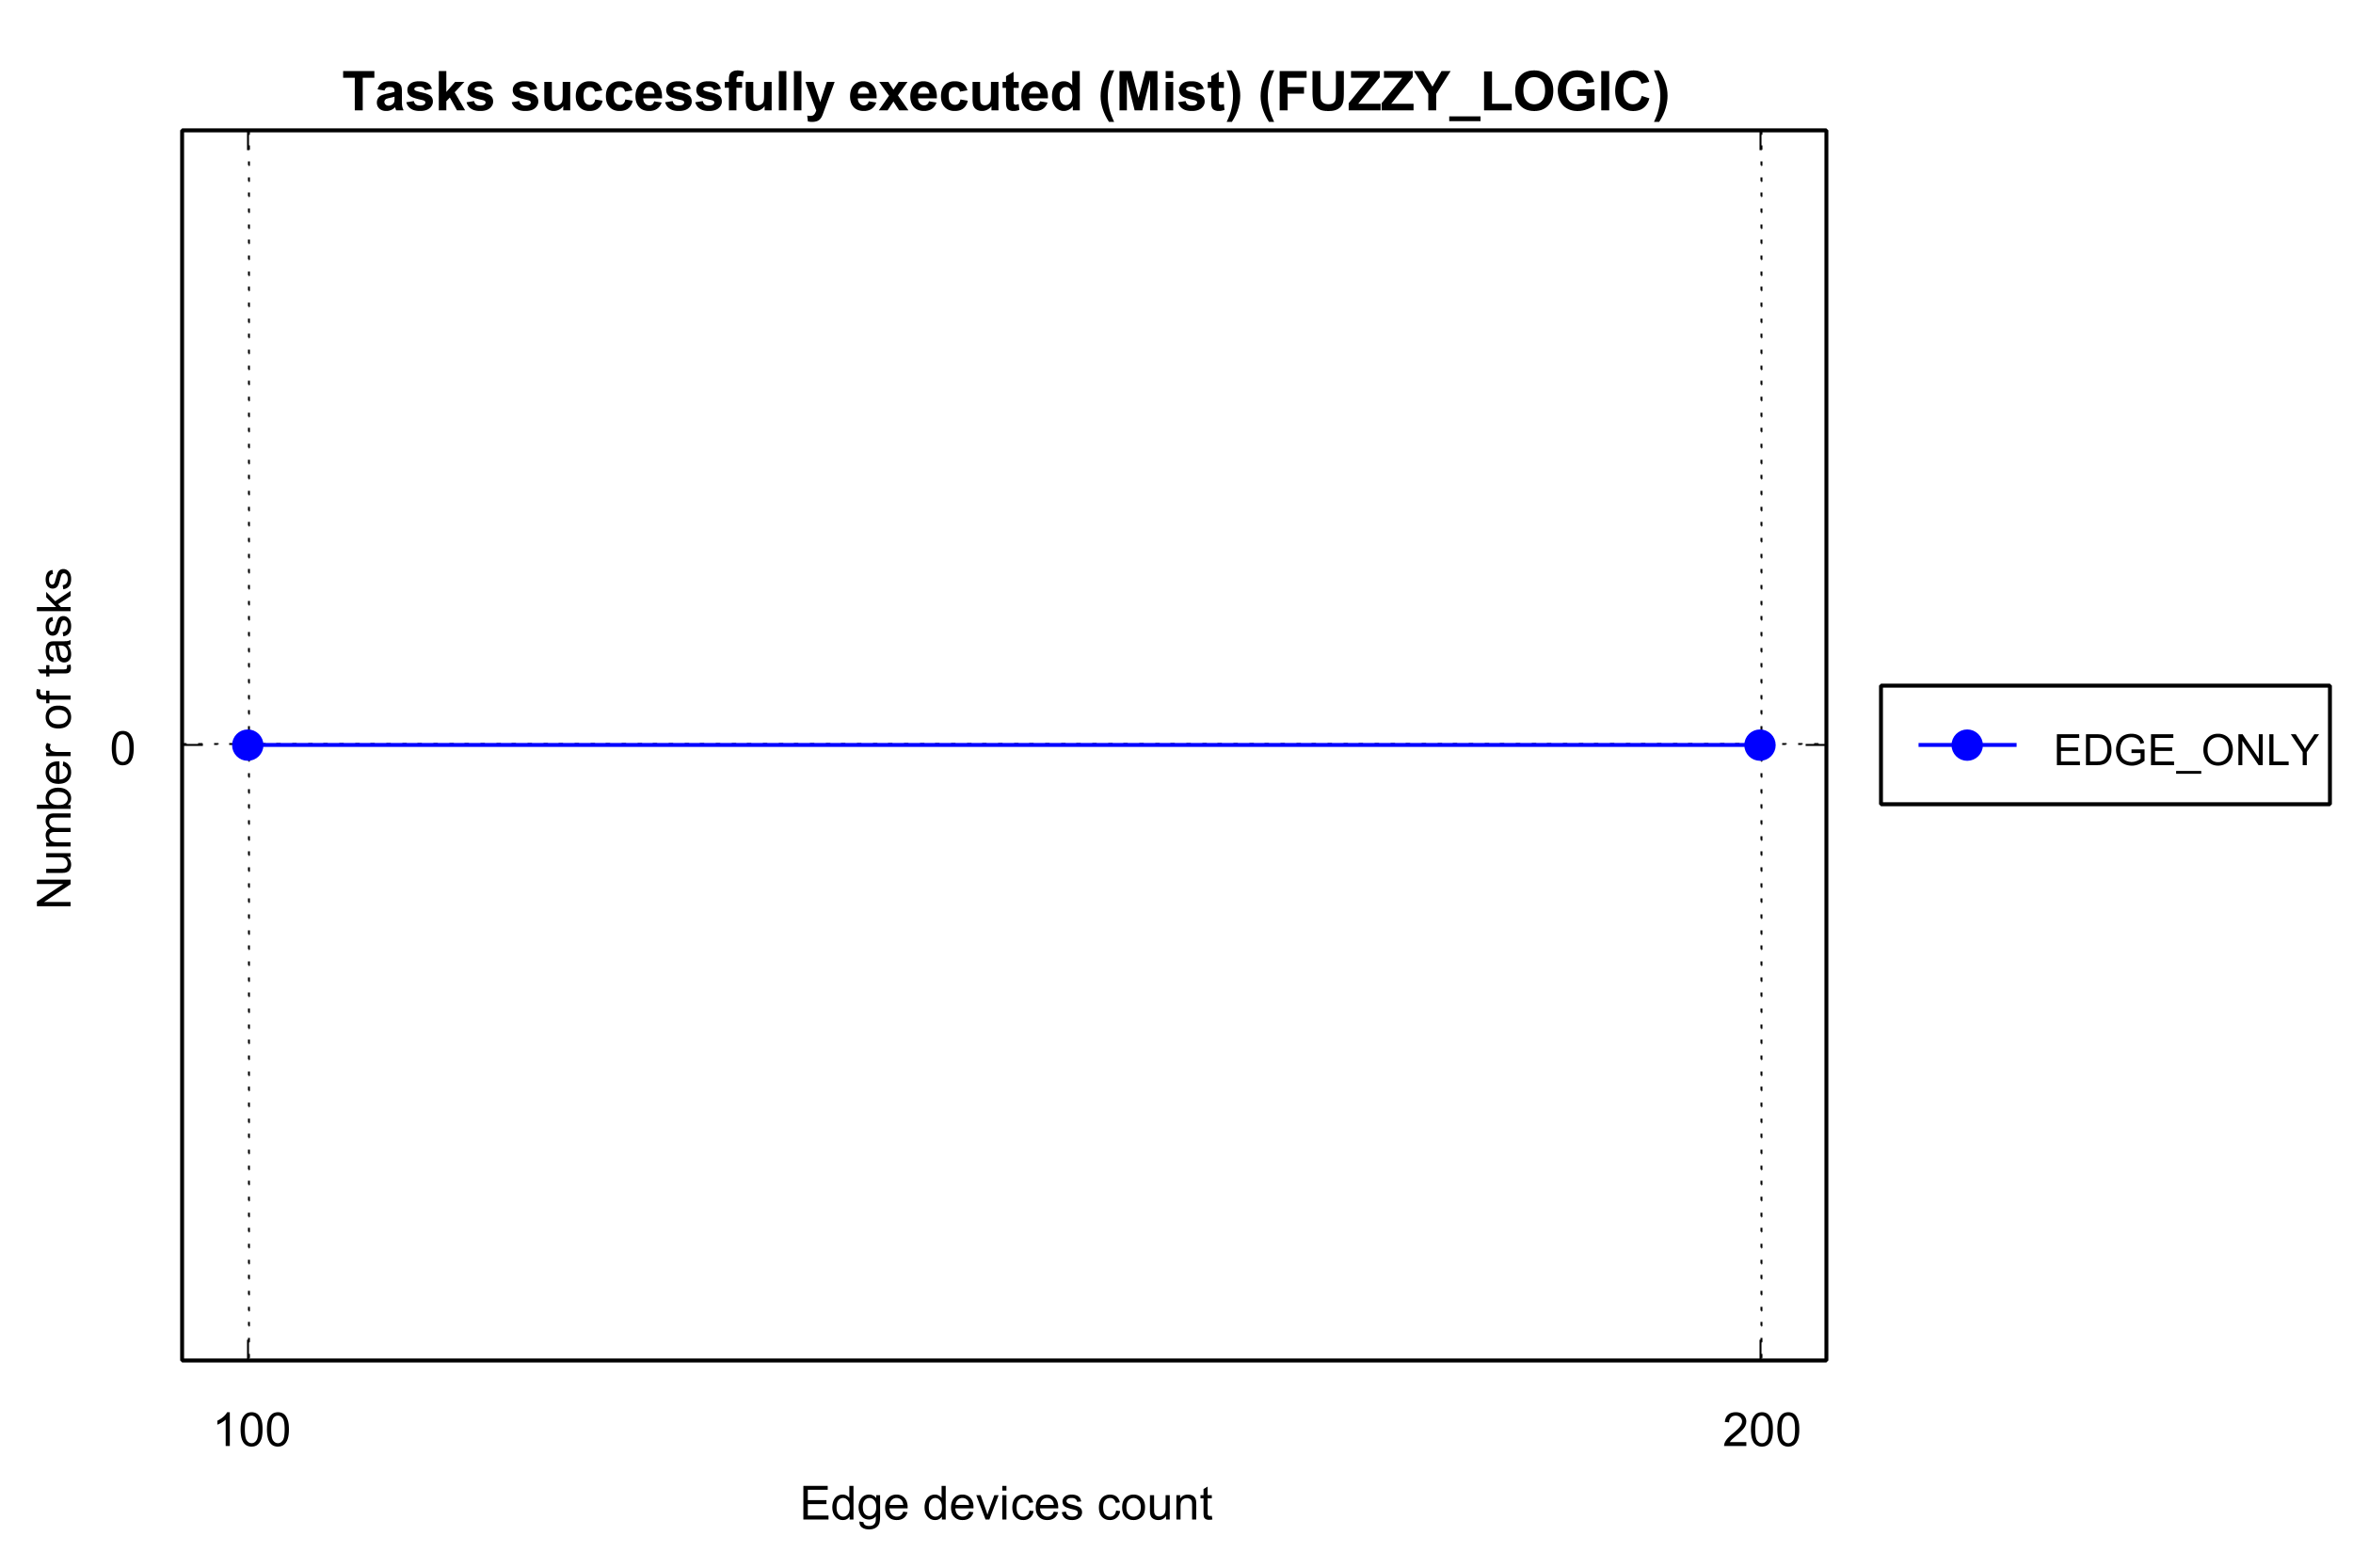 Tasks successfully executed (Mist) (FUZZY_LOGIC)
Number of tasks
0
EDGE_ONLY
100
200
Edge devices count